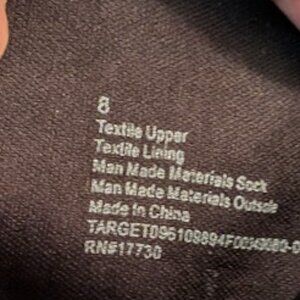 8
Textile Upper
Textile Lining
Man Made Materials Sock
Man Made Materials Outsole
Made in China
RN#17730